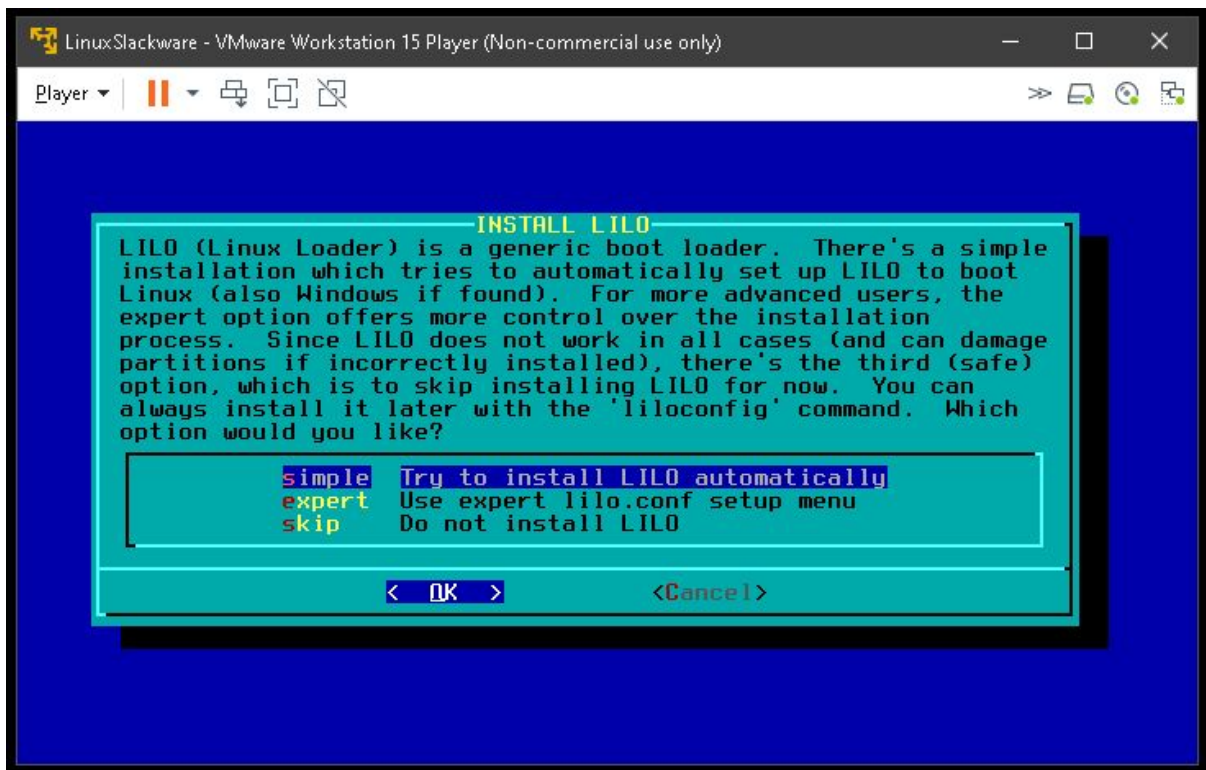 LinuxSlackware - VMware Workstation 15 Player (Non-commercial use only)
Player
INSTALL LILO
LILO (Linux Loader) is a generic boot loader.  There's a simple
installation which tries to automatically set up LILO to boot
Linux (also Windows if found).  For more advanced users, the
expert option offers more control over the installation
process.  Since LILO does not work in all cases (and can damage
partitions if incorrectly installed), there's the third (safe)
option, which is to skip installing LILO for now.  You can
always install it later with the 'liloconfig' command.  Which
option would you like?
simple  Try to install LILO automatically
expert  Use expert lilo.conf setup menu
skip    Do not install LILO
<  OK  >  <Cancel>